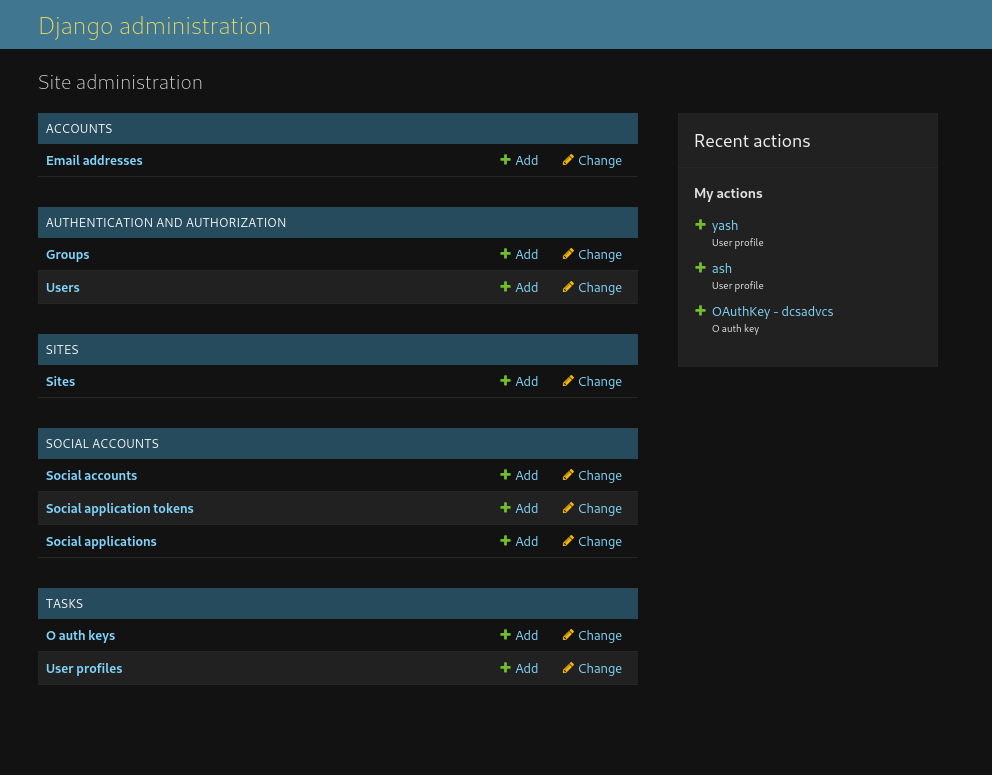 Django administration
Site administration
ACCOUNTS
Email addresses Add Change
AUTHENTICATION AND AUTHORIZATION
Groups Add Change
Users Add Change
SITES
Sites Add Change
SOCIAL ACCOUNTS
Social accounts Add Change
Social application tokens Add Change
Social applications Add Change
TASKS
O auth keys Add Change
User profiles Add Change
Recent actions
My actions
yash
User profile
ash
User profile
OAuthKey - dcsadvcs
O auth key